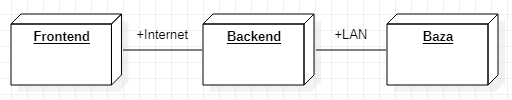 Frontend
+Internet
Backend
+LAN
Baza